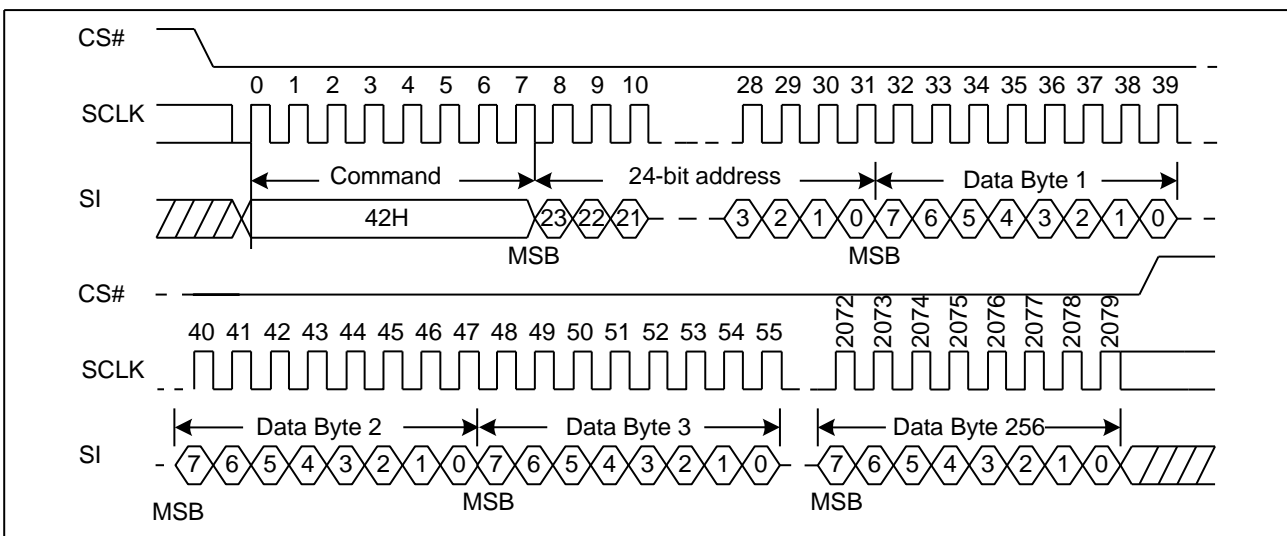 CS#
0 1 2 3 4 5 6 7 8 9 10 28 29 30 31 32 33 34 35 36 37 38 39
SCLK
Command 24-bit address Data Byte 1
SI
42H 23 22 21 3 2 1 0 7 6 5 4 3 2 1 0
MSB MSB
CS#
40 41 42 43 44 45 46 47 48 49 50 51 52 53 54 55 2072 2073 2074 2075 2076 2077 2078 2079
SCLK
Data Byte 2 Data Byte 3 Data Byte 256
SI
7 6 5 4 3 2 1 0 7 6 5 4 3 2 1 0 7 6 5 4 3 2 1 0
MSB MSB MSB